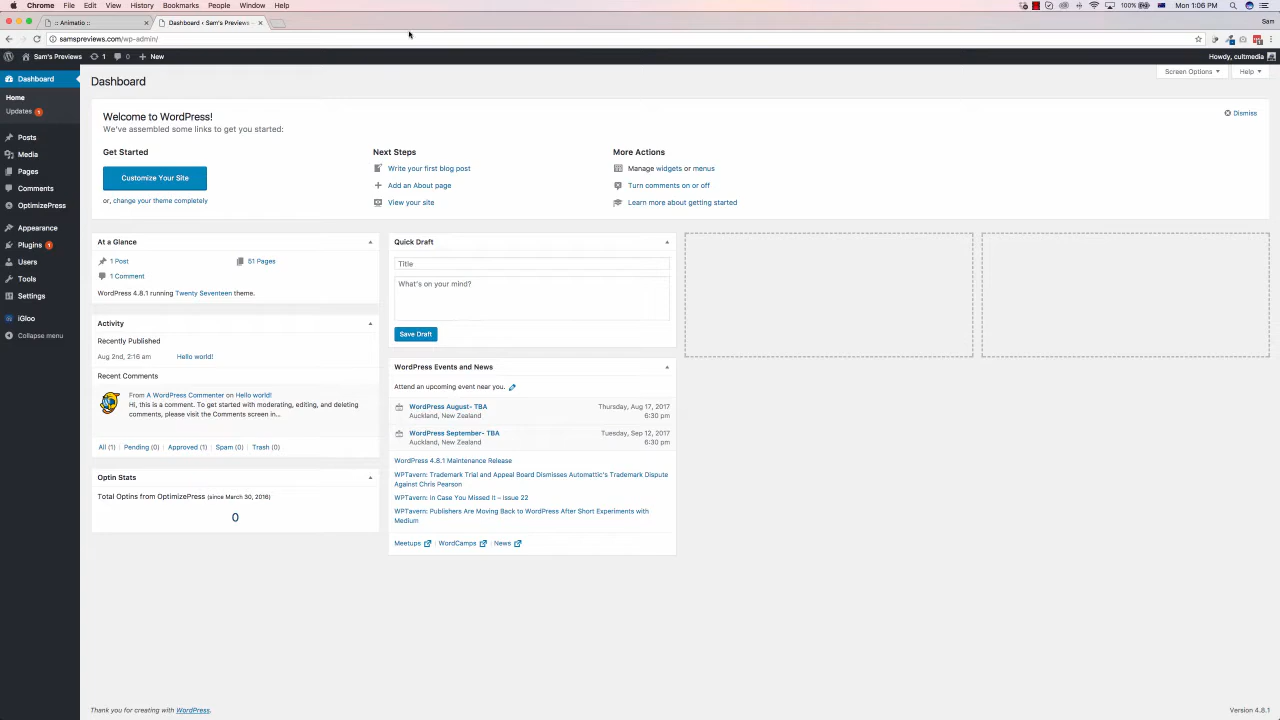 Chrome File Edit View History Bookmarks People Window Help
100% Mon 1:06 PM
:: Animatio ::
Dashboard ‹ Sam's Previews
Sam
samspreviews.com/wp-admin/
Sam's Previews 1 0 New
Howdy, cultmedia
Dashboard
Home
Updates 1
Posts
Media
Pages
Comments
OptimizePress
Appearance
Plugins 1
Users
Tools
Settings
iGloo
Collapse menu
Screen Options
Help
Dashboard
Welcome to WordPress!
We've assembled some links to get you started:
Dismiss
Get Started
Customize Your Site
or, change your theme completely
Next Steps
Write your first blog post
Add an About page
View your site
More Actions
Manage widgets or menus
Turn comments on or off
Learn more about getting started
At a Glance
1 Post
51 Pages
1 Comment
WordPress 4.8.1 running Twenty Seventeen theme.
Activity
Recently Published
Aug 2nd, 2:16 am Hello world!
Recent Comments
From A WordPress Commenter on Hello world!
Hi, this is a comment. To get started with moderating, editing, and deleting
comments, please visit the Comments screen in...
All (1) | Pending (0) | Approved (1) | Spam (0) | Trash (0)
Optin Stats
Total Optins from OptimizePress (since March 30, 2016)
0
Quick Draft
Title
What's on your mind?
Save Draft
WordPress Events and News
Attend an upcoming event near you.
WordPress August- TBA Thursday, Aug 17, 2017
Auckland, New Zealand 6:30 pm
WordPress September- TBA Tuesday, Sep 12, 2017
Auckland, New Zealand 6:30 pm
WordPress 4.8.1 Maintenance Release
WPTavern: Trademark Trial and Appeal Board Dismisses Automattic's Trademark Dispute
Against Chris Pearson
WPTavern: In Case You Missed It – Issue 22
WPTavern: Publishers Are Moving Back to WordPress After Short Experiments with
Medium
Meetups | WordCamps | News
Thank you for creating with WordPress.
Version 4.8.1